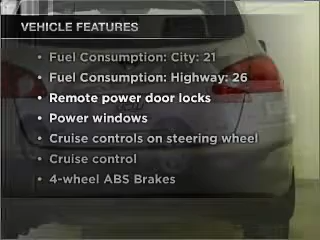 VEHICLE FEATURES
• Fuel Consumption: City: 21
• Fuel Consumption: Highway: 26
• Remote power door locks
• Power windows
• Cruise controls on steering wheel
• Cruise control
• 4-wheel ABS Brakes